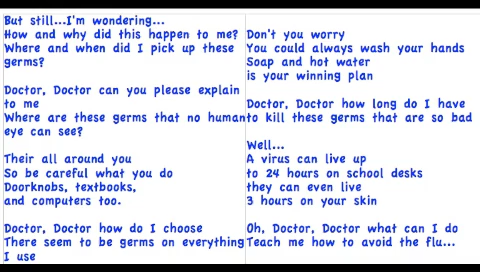 But still...I'm wondering...
How and why did this happen to me?
Where and when did I pick up these
germs?
Doctor, Doctor can you please explain
to me
Where are these germs that no human
eye can see?
Their all around you
So be careful what you do
Doorknobs, textbooks,
and computers too.
Doctor, Doctor how do I choose
There seem to be germs on everything
I use
Don't you worry
You could always wash your hands
Soap and hot water
is your winning plan
Doctor, Doctor how long do I have
to kill these germs that are so bad
Well...
A virus can live up
to 24 hours on school desks
they can even live
3 hours on your skin
Oh, Doctor, Doctor what can I do
Teach me how to avoid the flu...